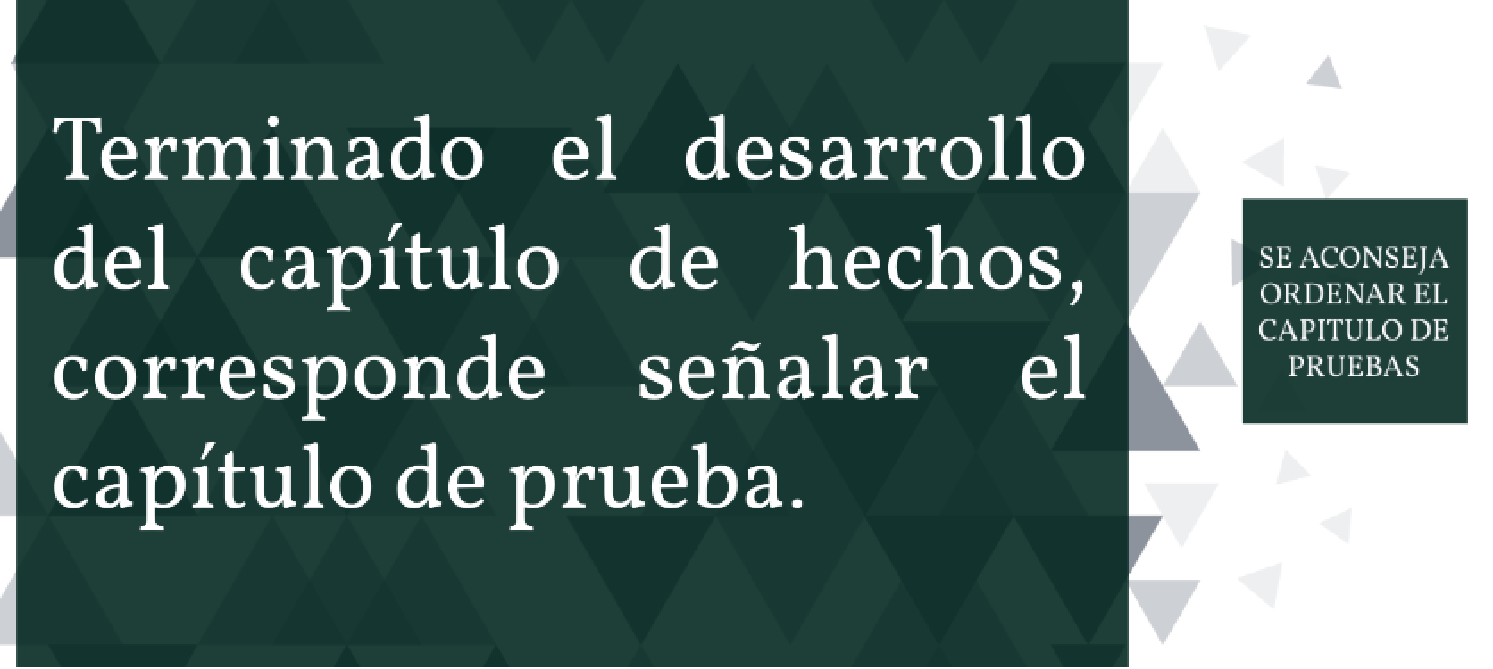 Terminado el desarrollo
del capítulo de hechos,
corresponde señalar el
capítulo de prueba.
SE ACONSEJA
ORDENAR EL
CAPITULO DE
PRUEBAS